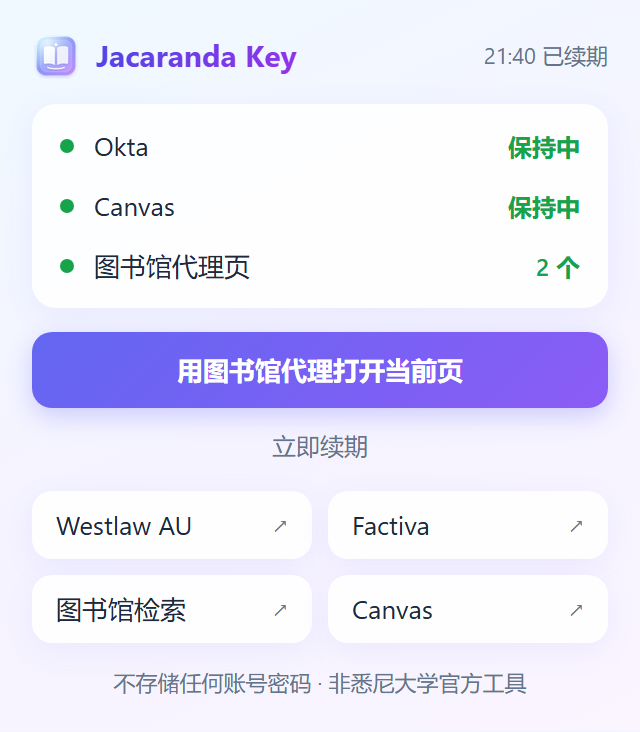 Jacaranda Key
21:40 已续期
Okta 保持中
Canvas 保持中
图书馆代理页 2 个
用图书馆代理打开当前页
立即续期
Westlaw AU ↗
Factiva ↗
图书馆检索 ↗
Canvas ↗
不存储任何账号密码 · 非悉尼大学官方工具